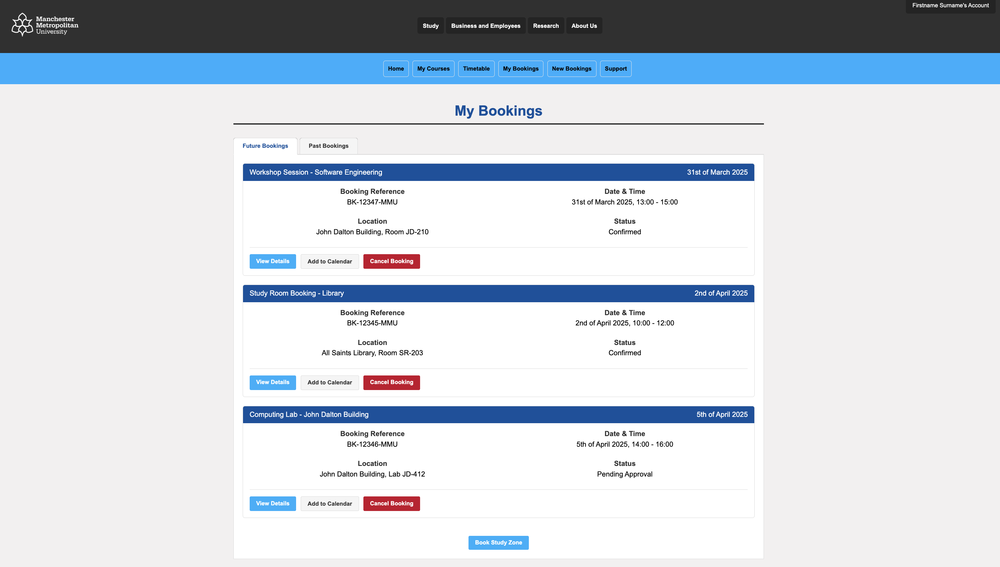 Firstname Surname's Account
Manchester
Metropolitan
University
Study Business and Employees Research About Us
Home My Courses Timetable My Bookings New Bookings Support
My Bookings
Future Bookings Past Bookings
Workshop Session - Software Engineering 31st of March 2025
Booking Reference Date & Time
BK-12347-MMU 31st of March 2025, 13:00 - 15:00
Location Status
John Dalton Building, Room JD-210 Confirmed
View Details Add to Calendar Cancel Booking
Study Room Booking - Library 2nd of April 2025
Booking Reference Date & Time
BK-12345-MMU 2nd of April 2025, 10:00 - 12:00
Location Status
All Saints Library, Room SR-203 Confirmed
View Details Add to Calendar Cancel Booking
Computing Lab - John Dalton Building 5th of April 2025
Booking Reference Date & Time
BK-12346-MMU 5th of April 2025, 14:00 - 16:00
Location Status
John Dalton Building, Lab JD-412 Pending Approval
View Details Add to Calendar Cancel Booking
Book Study Zone